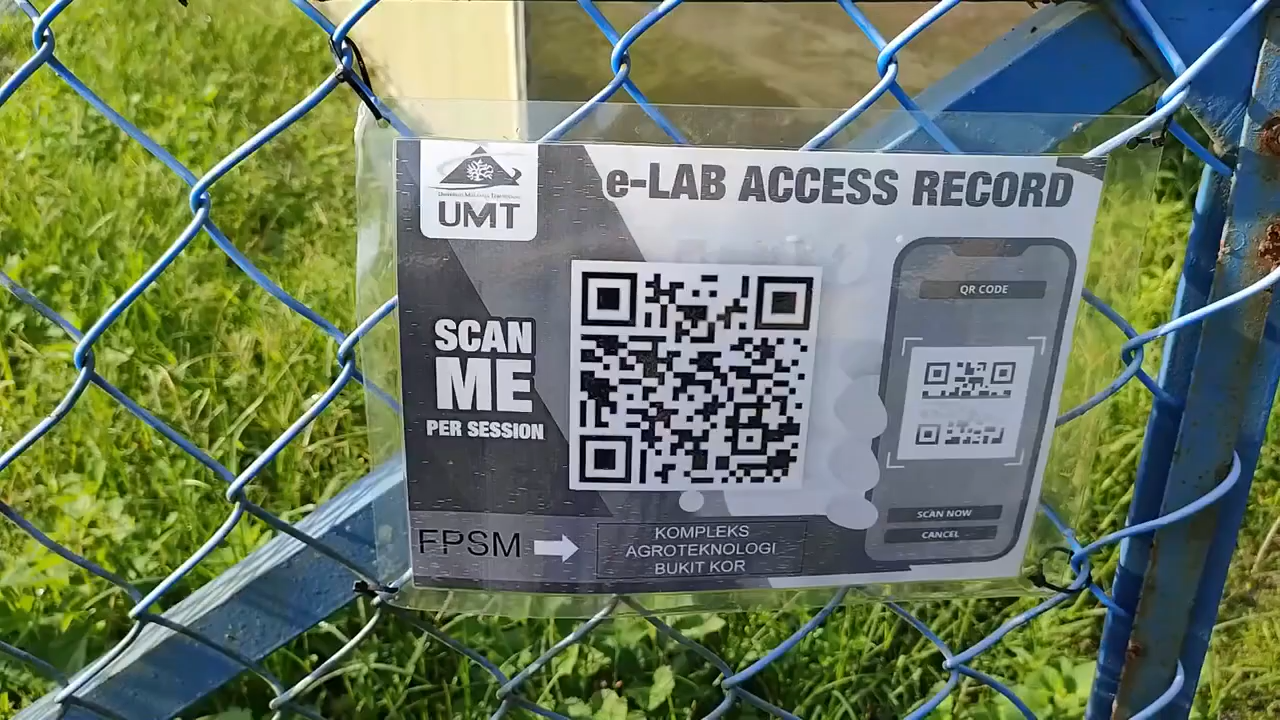 UMT
e-LAB ACCESS RECORD
SCAN
ME
PER SESSION
QR CODE
SCAN NOW
CANCEL
FPSM
KOMPLEKS
AGROTEKNOLOGI
BUKIT KOR